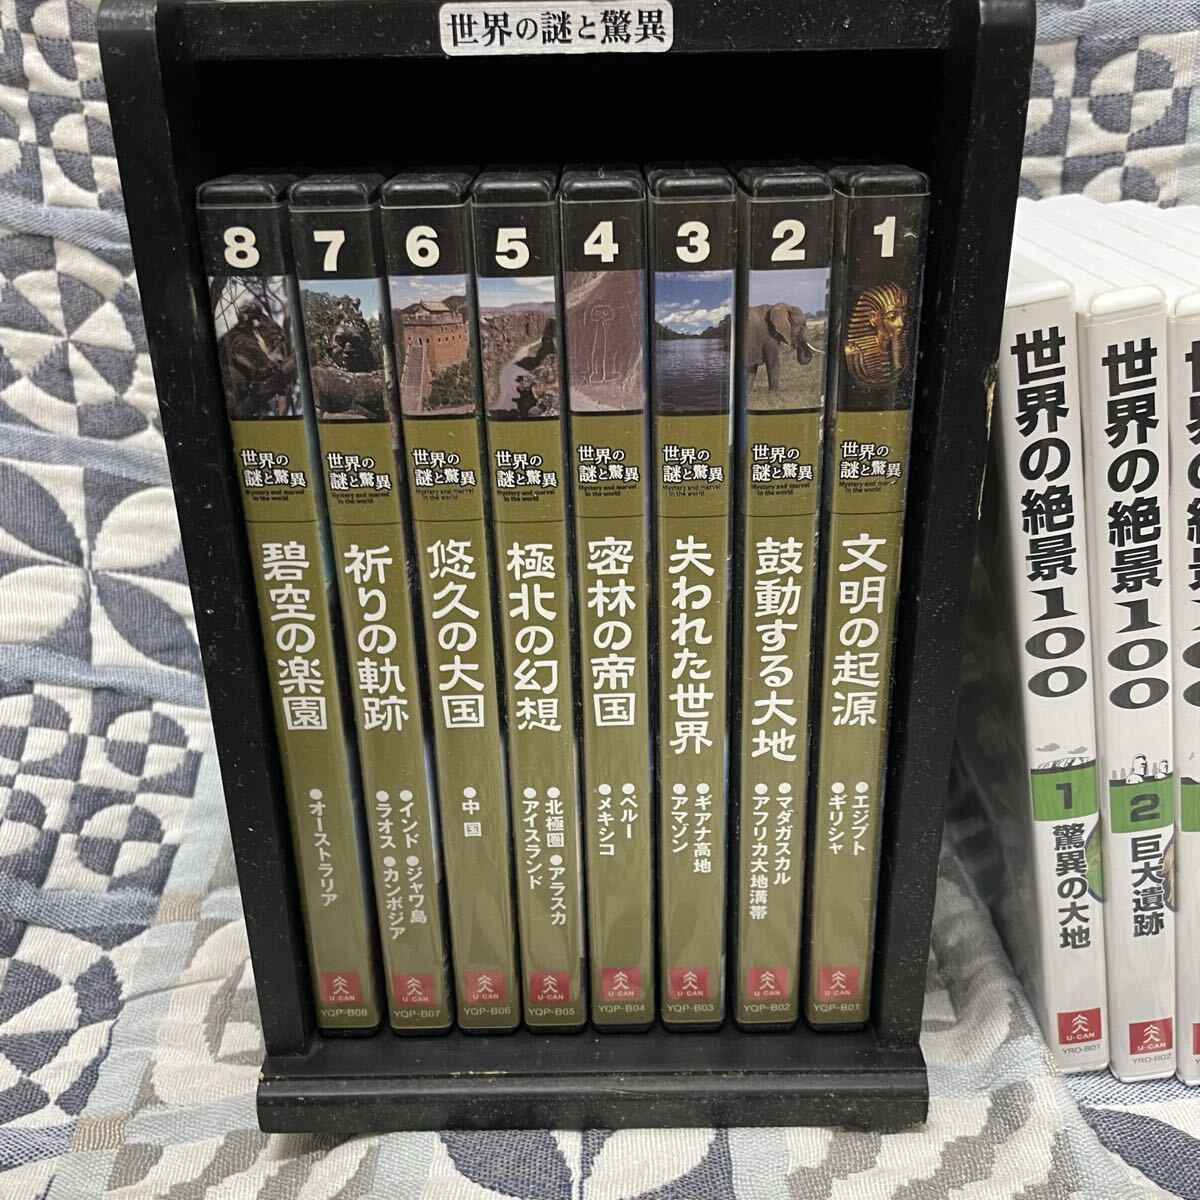 世界の謎と驚異
8
世界の
謎と驚異
Mystery and marvel
in the world
碧空の楽園
●オーストラリア
U-CAN
YQP-B08
7
世界の
謎と驚異
Mystery and marvel
in the world
祈りの軌跡
●インド ●ジャワ島
●ラオス ●カンボジア
U-CAN
YQP-B07
6
世界の
謎と驚異
Mystery and marvel
in the world
悠久の大国
●中国
U-CAN
YQP-B06
5
世界の
謎と驚異
Mystery and marvel
in the world
極北の幻想
●北極圏 ●アラスカ
●アイスランド
U-CAN
YQP-B05
4
世界の
謎と驚異
Mystery and marvel
in the world
密林の帝国
●ペルー
●メキシコ
U-CAN
YQP-B04
3
世界の
謎と驚異
Mystery and marvel
in the world
失われた世界
●ギアナ高地
●アマゾン
U-CAN
YQP-B03
2
世界の
謎と驚異
Mystery and marvel
in the world
鼓動する大地
●マダガスカル
●アフリカ大地溝帯
U-CAN
YQP-B02
1
世界の
謎と驚異
Mystery and marvel
in the world
文明の起源
●エジプト
●ギリシャ
U-CAN
YQP-B01
世界の絶景100
1
驚異の大地
U-CAN
YRO-B01
世界の絶景100
2
巨大遺跡
U-CAN
YRO-B02